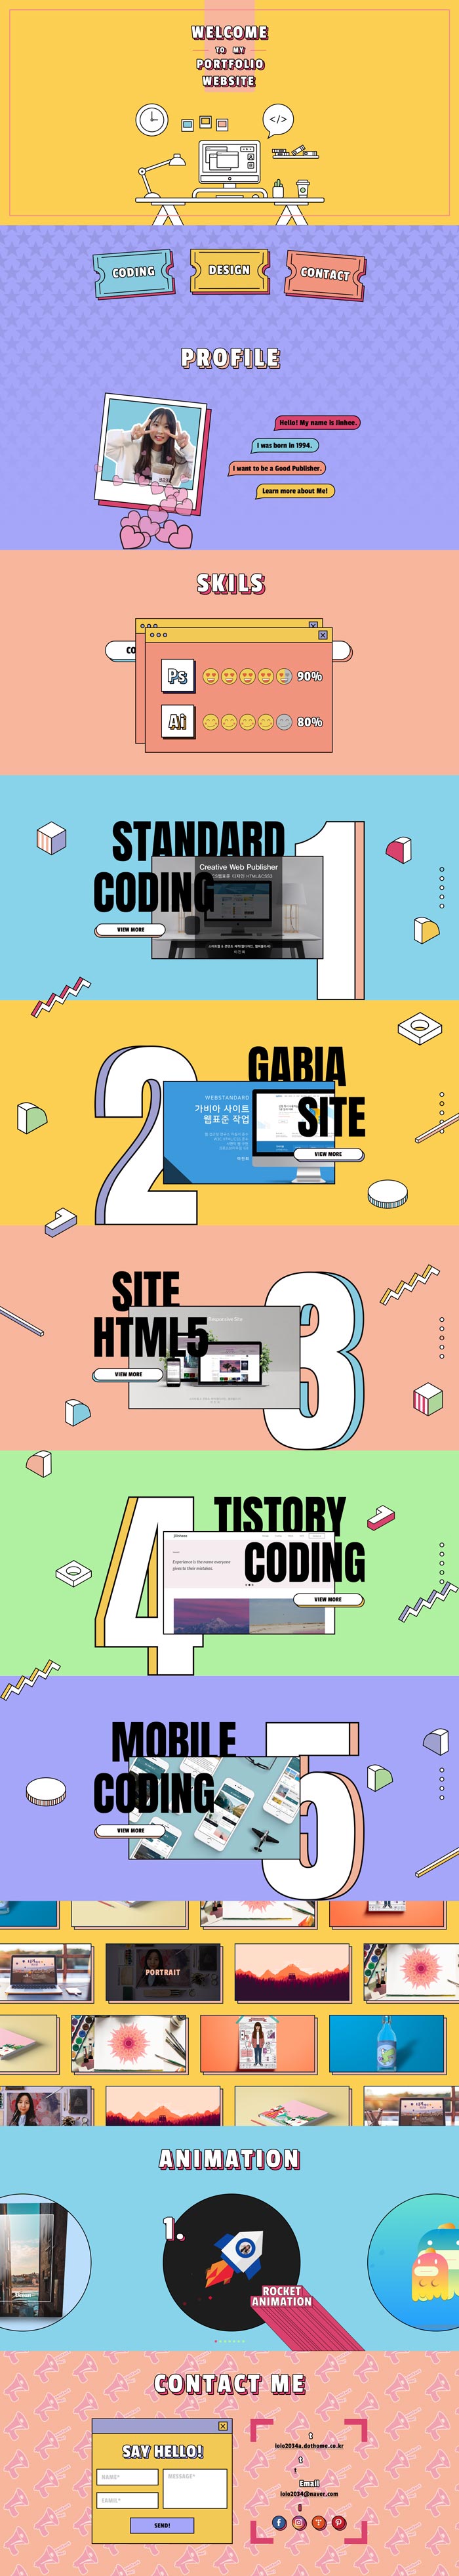 WELCOME
TO MY
PORTFOLIO
WEBSITE
</>
CODING
DESIGN
CONTACT
PROFILE
Hello! My name is Jinhee.
I was born in 1994.
I want to be a Good Publisher.
Learn more about Me!
SKILS
CO
Ps
90%
Ai
80%
STANDARD
CODING
Creative Web Publisher
VIEW MORE
1
2
GABIA
SITE
WEBSTANDARD
가비아 사이트
웹표준 작업
VIEW MORE
SITE
HTML5
Responsive Site
VIEW MORE
3
4
TISTORY
CODING
Experience is the name everyone
gives to their mistakes.
VIEW MORE
MOBILE
CODING
VIEW MORE
5
PORTRAIT
ANIMATION
1.
ROCKET
ANIMATION
CONTACT ME
SAY HELLO!
NAME*
MESSAGE*
EAMIL*
SEND!
t
lolo2034a.dothome.co.kr
t
Email
lolo2034@naver.com